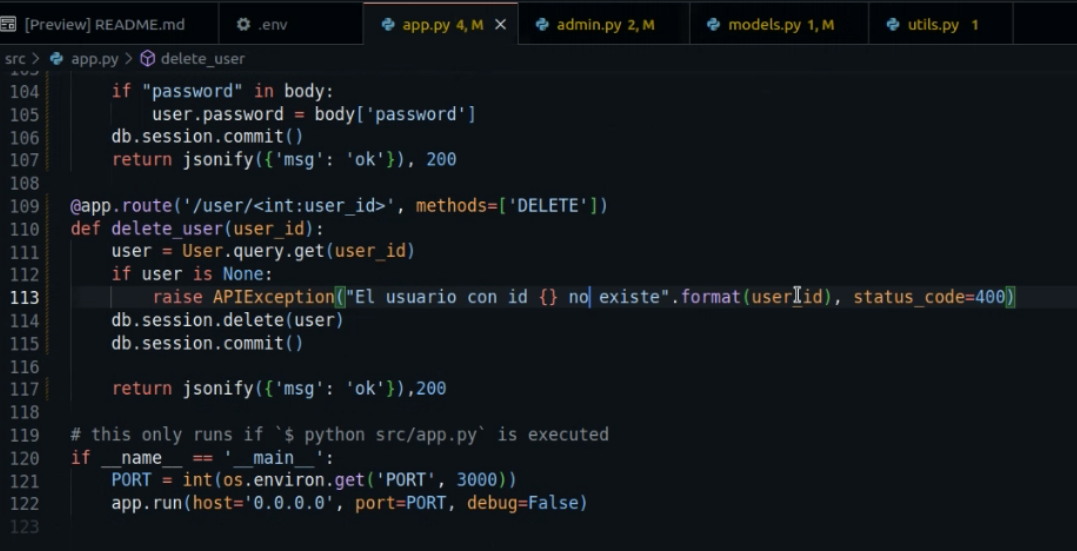 [Preview] README.md
.env
app.py 4, M
admin.py 2, M
models.py 1, M
utils.py 1
src > app.py > delete_user
103
104 if "password" in body:
105 user.password = body['password']
106 db.session.commit()
107 return jsonify({'msg': 'ok'}), 200
108
109 @app.route('/user/<int:user_id>', methods=['DELETE'])
110 def delete_user(user_id):
111 user = User.query.get(user_id)
112 if user is None:
113 raise APIException("El usuario con id {} no existe".format(user_id), status_code=400)
114 db.session.delete(user)
115 db.session.commit()
116
117 return jsonify({'msg': 'ok'}),200
118
119 # this only runs if `$ python src/app.py` is executed
120 if __name__ == '__main__':
121 PORT = int(os.environ.get('PORT', 3000))
122 app.run(host='0.0.0.0', port=PORT, debug=False)
123